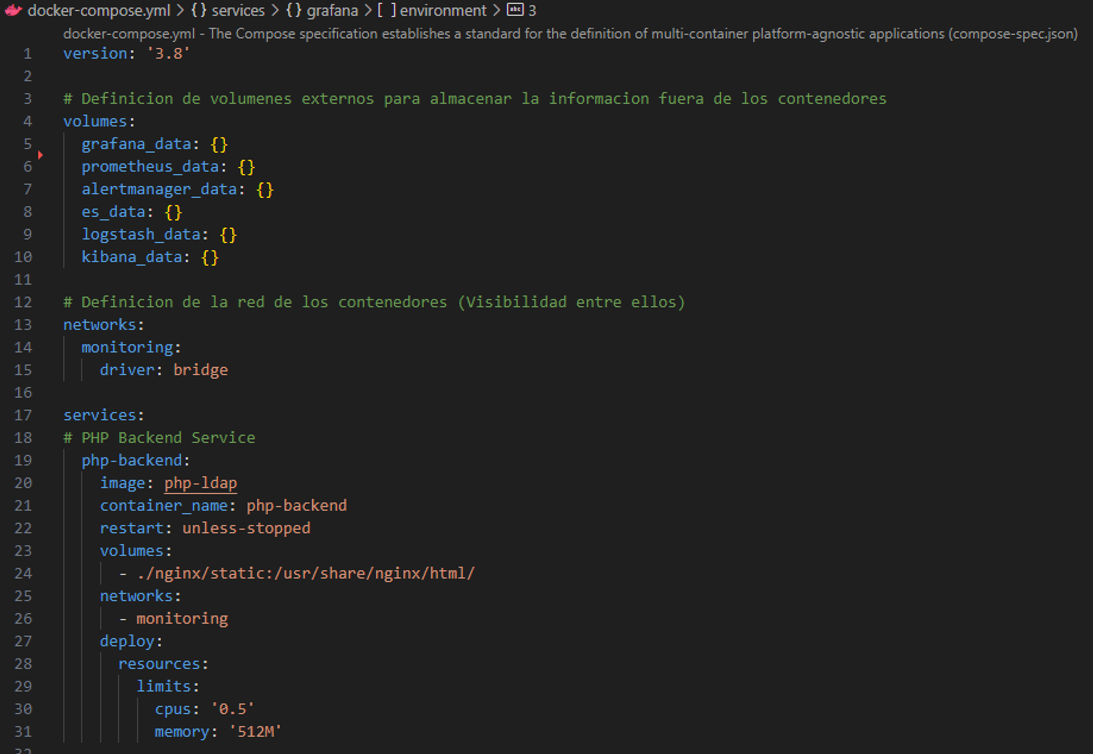 docker-compose.yml > {} services > {} grafana > [ ] environment > abc 3
docker-compose.yml - The Compose specification establishes a standard for the definition of multi-container platform-agnostic applications (compose-spec.json)
1 version: '3.8'
2
3 # Definicion de volumenes externos para almacenar la informacion fuera de los contenedores
4 volumes:
5   grafana_data: {}
6   prometheus_data: {}
7   alertmanager_data: {}
8   es_data: {}
9   logstash_data: {}
10   kibana_data: {}
11
12 # Definicion de la red de los contenedores (Visibilidad entre ellos)
13 networks:
14   monitoring:
15     driver: bridge
16
17 services:
18 # PHP Backend Service
19   php-backend:
20     image: php-ldap
21     container_name: php-backend
22     restart: unless-stopped
23     volumes:
24       - ./nginx/static:/usr/share/nginx/html/
25     networks:
26       - monitoring
27     deploy:
28       resources:
29         limits:
30           cpus: '0.5'
31           memory: '512M'
32